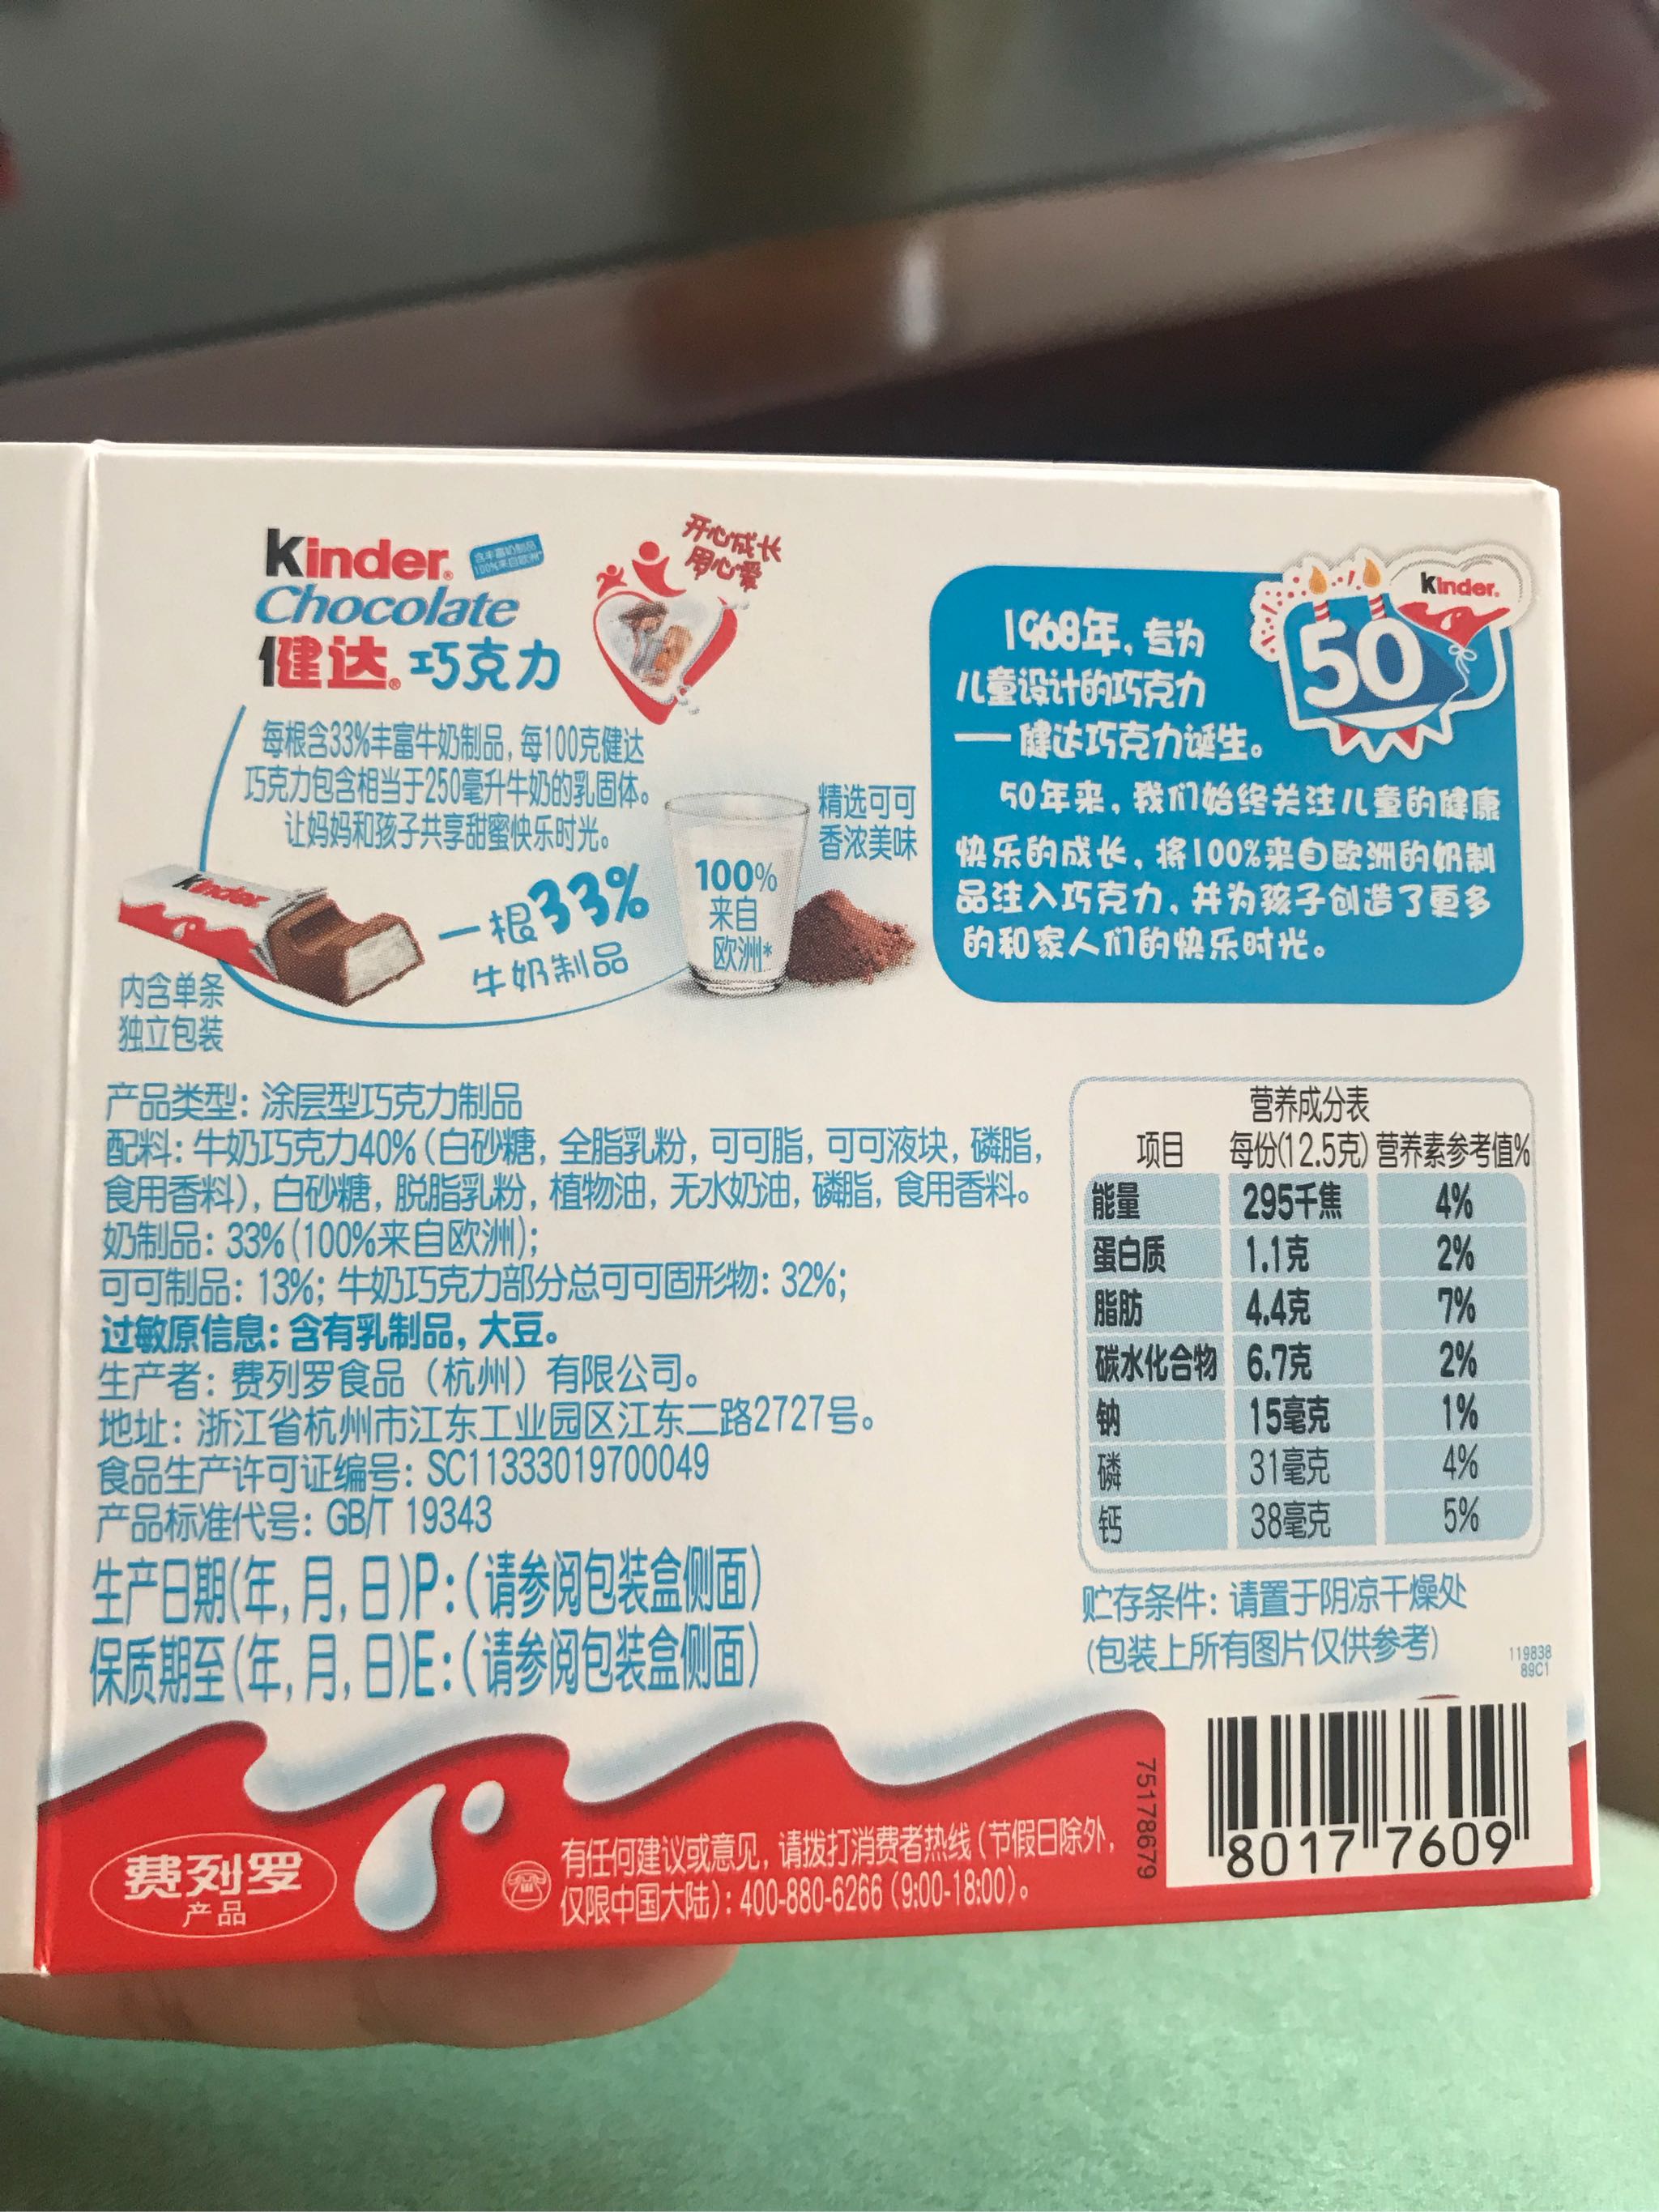 Kinder®
含丰富奶制品
100%来自欧洲*
Chocolate
健达®巧克力
开心成长
用心爱
每根含33%丰富牛奶制品, 每100克健达
巧克力包含相当于250毫升牛奶的乳固体。
让妈妈和孩子共享甜蜜快乐时光。
Kinder
一根33%
牛奶制品
内含单条
独立包装
100%
来自
欧洲*
精选可可
香浓美味
Kinder®
50
1968年, 专为
儿童设计的巧克力
—健达巧克力诞生。
50年来, 我们始终关注儿童的健康
快乐的成长, 将100%来自欧洲的奶制
品注入巧克力, 并为孩子创造了更多
的和家人们的快乐时光。
产品类型: 涂层型巧克力制品
配料: 牛奶巧克力40%(白砂糖, 全脂乳粉, 可可脂, 可可液块, 磷脂,
食用香料), 白砂糖, 脱脂乳粉, 植物油, 无水奶油, 磷脂, 食用香料。
奶制品: 33%(100%来自欧洲);
可可制品: 13%; 牛奶巧克力部分总可可固形物: 32%;
过敏原信息: 含有乳制品, 大豆。
生产者: 费列罗食品 (杭州) 有限公司。
地址: 浙江省杭州市江东工业园区江东二路2727号。
食品生产许可证编号: SC11333019700049
产品标准代号: GB/T 19343
生产日期(年, 月, 日)P:(请参阅包装盒侧面)
保质期至(年, 月, 日)E:(请参阅包装盒侧面)
营养成分表
项目 每份(12.5克) 营养素参考值%
能量 295千焦 4%
蛋白质 1.1克 2%
脂肪 4.4克 7%
碳水化合物 6.7克 2%
钠 15毫克 1%
磷 31毫克 4%
钙 38毫克 5%
贮存条件: 请置于阴凉干燥处
(包装上所有图片仅供参考)
119838
89C1
费列罗
产品
有任何建议或意见, 请拨打消费者热线(节假日除外,
仅限中国大陆): 400-880-6266 (9:00-18:00)。
75178679
8017 7609